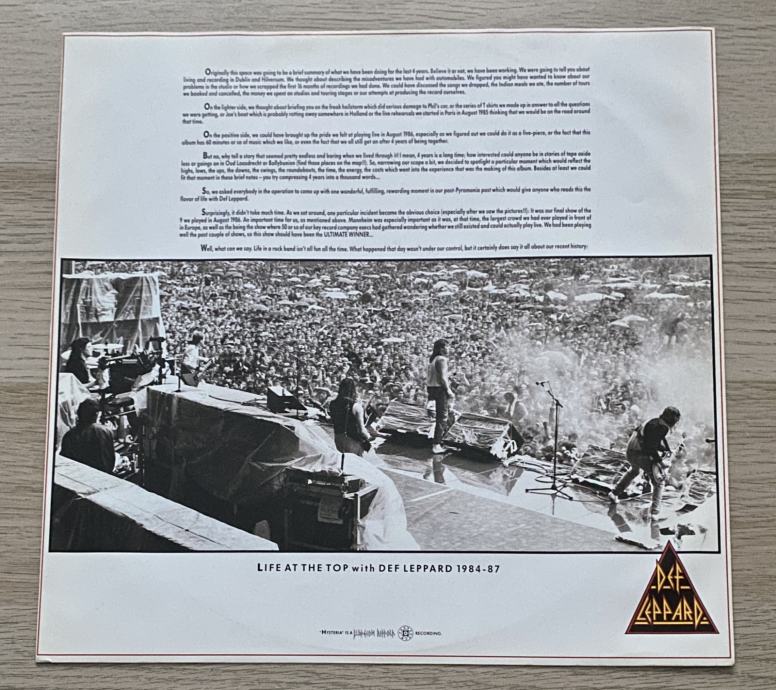 Originally this space was going to be a brief summary of what we have been doing for the last 4 years. Believe it or not, we have been working. We were going to tell you about
living and recording in Dublin and Hilversum. We thought about describing the misadventures we have had with automobiles. We figured you might have wanted to know about our
problems in the studio or how we scrapped the first 16 months of recordings we had done. We could have discussed the songs we dropped, the Indian meals we ate, the number of tours
we booked and cancelled, the money we spent on studios and touring stages or our attempts at producing the record ourselves.
On the lighter side, we thought about briefing you on the freak hailstorm which did serious damage to Phil's car, or the series of T shirts we made up in answer to all the questions
we were getting, or Joe's boat which is probably rotting away somewhere in Holland or the live rehearsals we started in Paris in August 1985 thinking that we would be on the road around
that time.
On the positive side, we could have brought up the pride we felt at playing live in August 1986, especially as we figured out we could do it as a five-piece, or the fact that this
album has 60 minutes or so of music which we like, or even the fact that we all still get on after 4 years of being together.
But no, why tell a story that seemed pretty endless and boring when we lived through it! I mean, 4 years is a long time; how interested could anyone be in stories of tape oxide
loss or goings on in Oud Loosdrecht or Ballybunion (find those places on the map!!). So, narrowing our scope a bit, we decided to spotlight a particular moment which would reflect the
highs, lows, the ups, the downs, the swings, the roundabouts, the time, the energy, the costs which went into the experience that was the making of this album. Besides at least we could
fit that moment in these brief notes – you try compressing 4 years into a thousand words...
So, we asked everybody in the operation to come up with one wonderful, fulfilling, rewarding moment in our post-Pyromania past which would give anyone who reads this the
flavor of life with Def Leppard.
Surprisingly, it didn't take much time. As we sat around, one particular incident became the obvious choice (especially after we saw the pictures!!): It was our final show of the
9 we played in August 1986. An important time for us, as mentioned above. Mannheim was especially important as it was, at that time, the largest crowd we had ever played in front of
in Europe, as well as the being the show where 50 or so of our key record company execs had gathered wondering whether we still existed and could actually play live. We had been playing
well the past couple of shows, so this show should have been the ULTIMATE WINNER...
Well, what can we say. Life in a rock band isn't all fun all the time. What happened that day wasn't under our control, but it certainly does say it all about our recent history:
LIFE AT THE TOP with DEF LEPPARD 1984-87
DEF
LEPPARD
"HYSTERIA" IS A BLUDGEON RIFFOLA RECORDING.